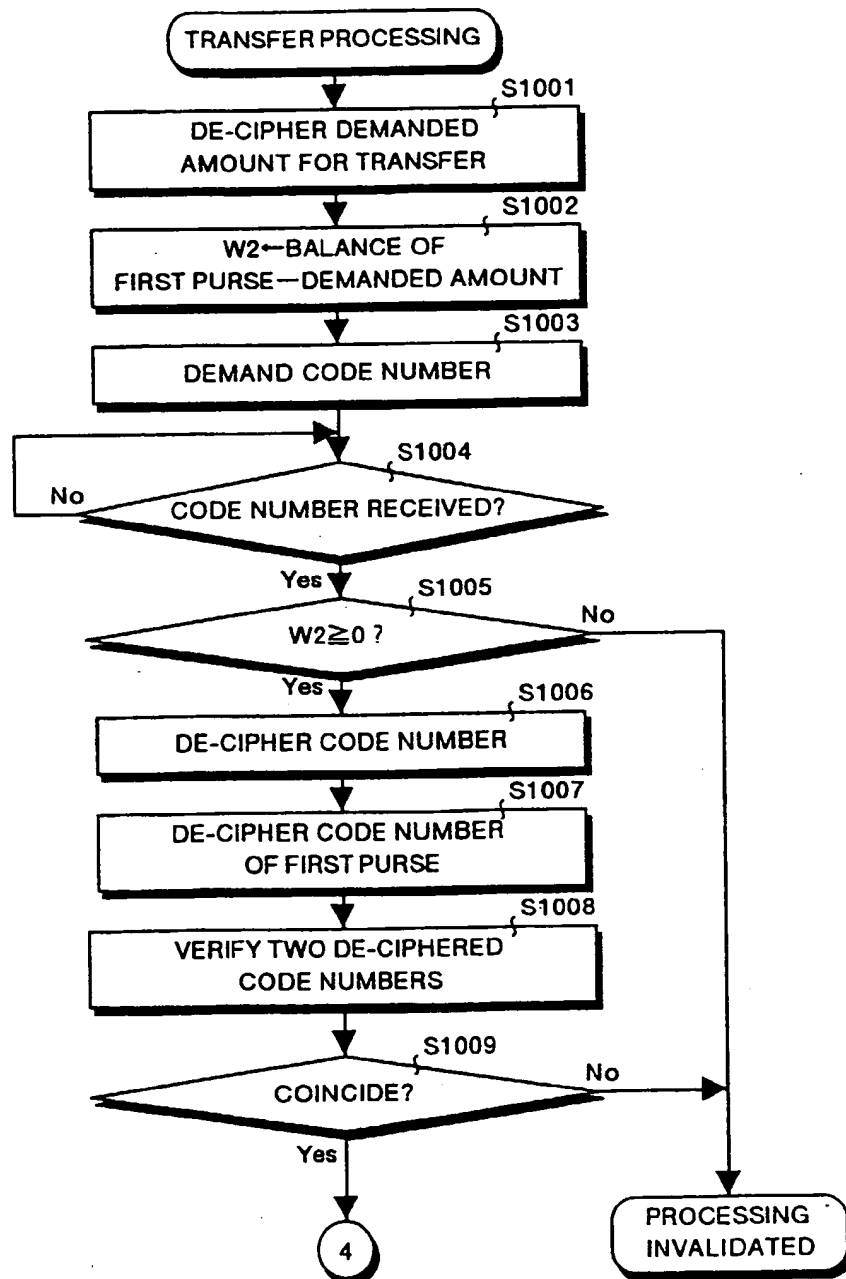 TRANSFER PROCESSING
S1001
DE-CIPHER DEMANDED
AMOUNT FOR TRANSFER
S1002
W2←BALANCE OF
FIRST PURSE—DEMANDED AMOUNT
S1003
DEMAND CODE NUMBER
S1004
No
CODE NUMBER RECEIVED?
Yes
S1005
No
W2≧0 ?
Yes
S1006
DE-CIPHER CODE NUMBER
S1007
DE-CIPHER CODE NUMBER
OF FIRST PURSE
S1008
VERIFY TWO DE-CIPHERED
CODE NUMBERS
S1009
No
COINCIDE?
Yes
4
PROCESSING
INVALIDATED